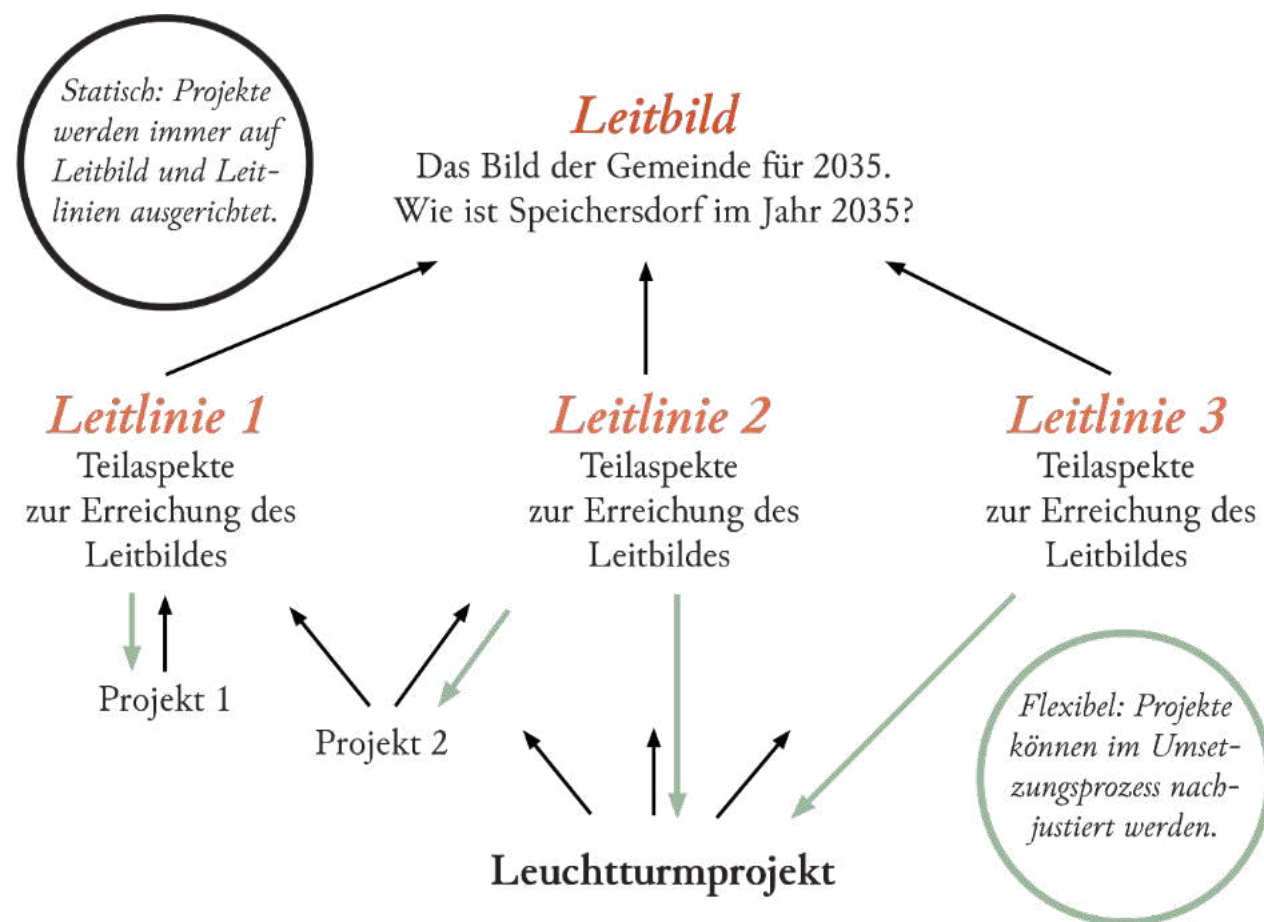 Statisch: Projekte
werden immer auf
Leitbild und Leit-
linien ausgerichtet.
Leitbild
Das Bild der Gemeinde für 2035.
Wie ist Speichersdorf im Jahr 2035?
Leitlinie 1
Teilaspekte
zur Erreichung des
Leitbildes
Leitlinie 2
Teilaspekte
zur Erreichung des
Leitbildes
Leitlinie 3
Teilaspekte
zur Erreichung des
Leitbildes
Projekt 1
Projekt 2
Flexibel: Projekte
können im Umset-
zungsprozess nach-
justiert werden.
Leuchtturmprojekt